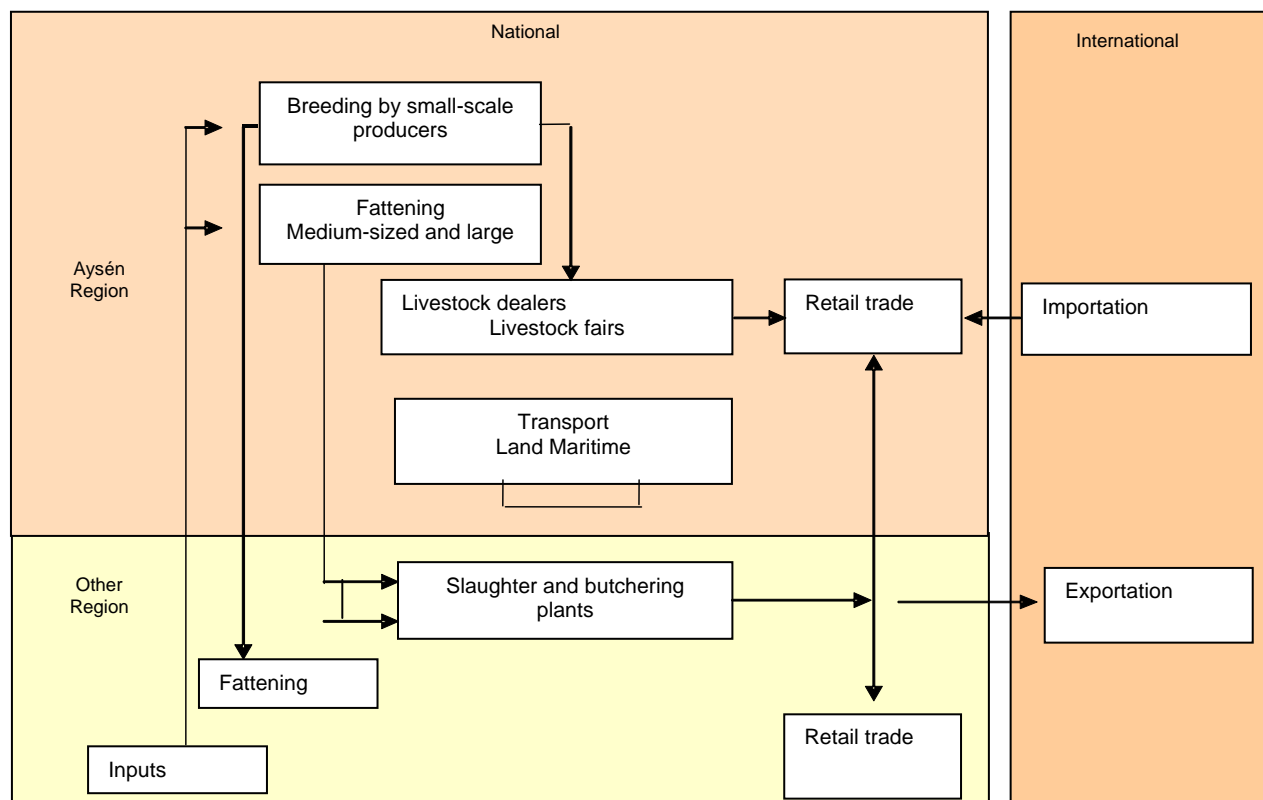 National
International
Breeding by small-scale
producers
Fattening
Medium-sized and large
Aysén
Region
Livestock dealers
Livestock fairs
Retail trade
Importation
Transport
Land Maritime
Other
Region
Slaughter and butchering
plants
Exportation
Fattening
Retail trade
Inputs